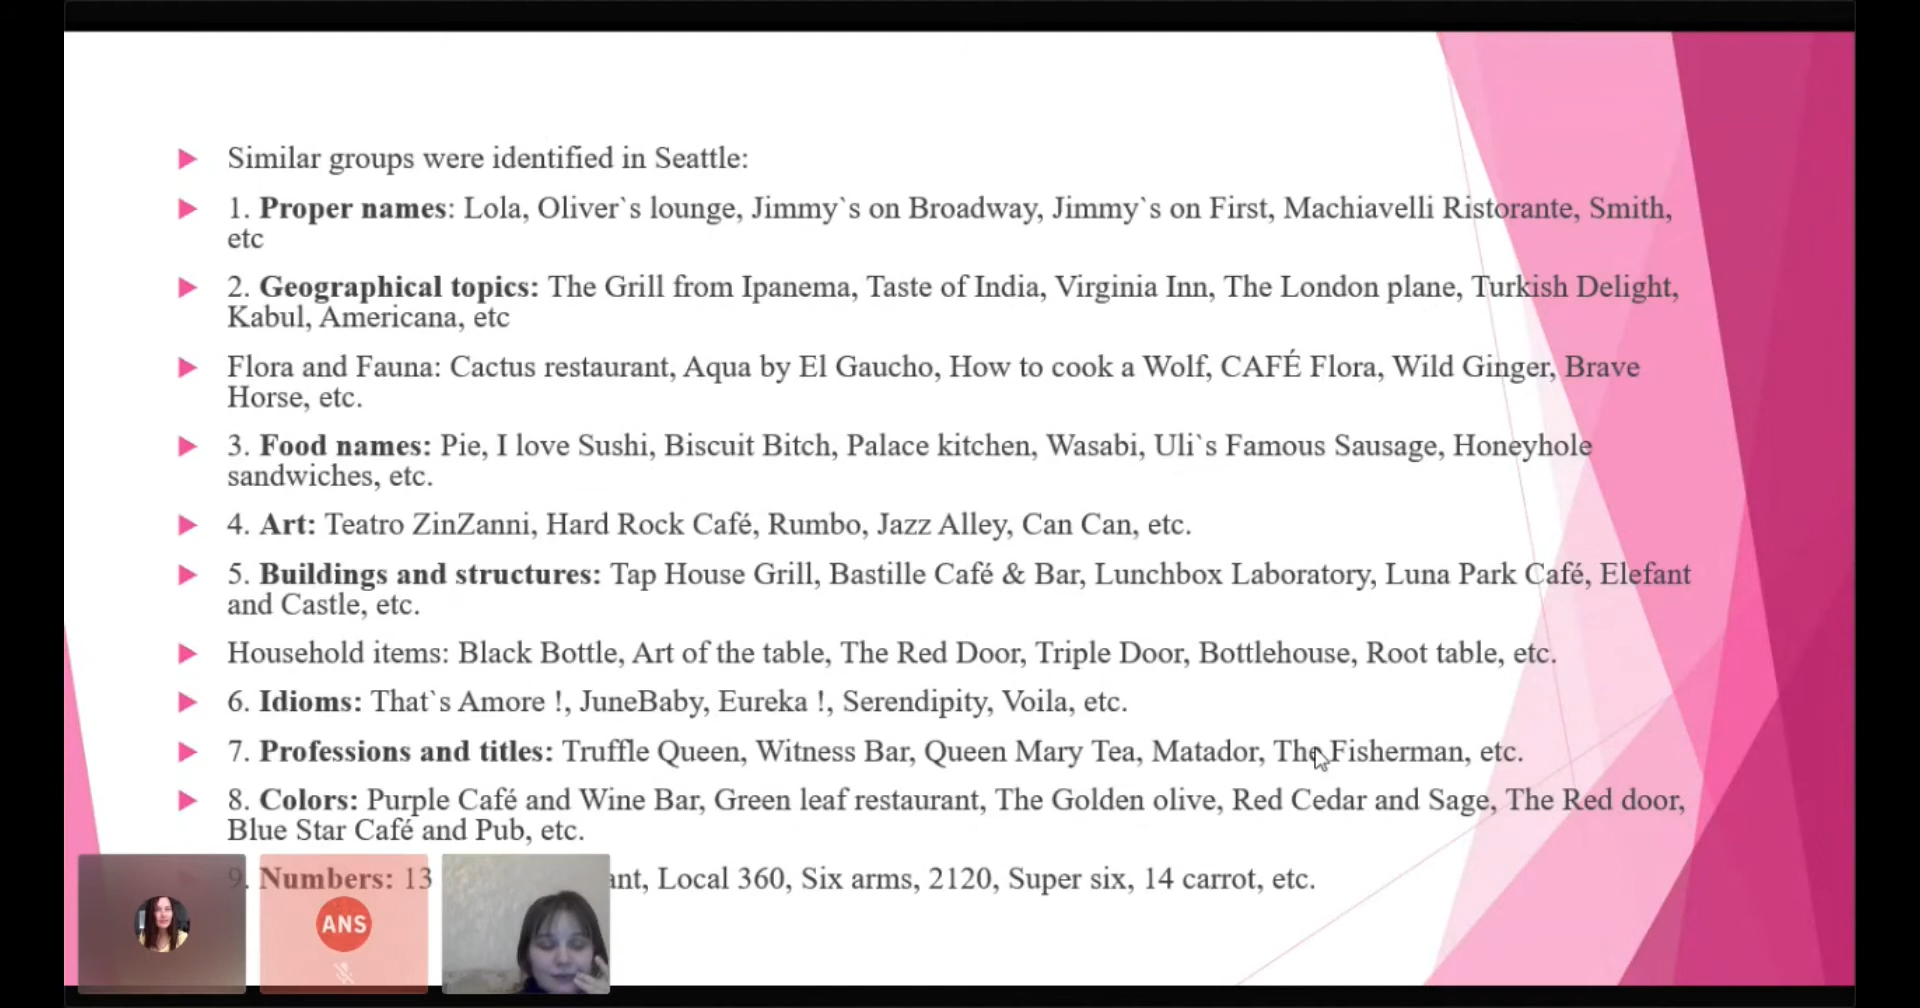 Similar groups were identified in Seattle:
1. Proper names: Lola, Oliver`s lounge, Jimmy`s on Broadway, Jimmy`s on First, Machiavelli Ristorante, Smith,
etc
2. Geographical topics: The Grill from Ipanema, Taste of India, Virginia Inn, The London plane, Turkish Delight,
Kabul, Americana, etc
Flora and Fauna: Cactus restaurant, Aqua by El Gaucho, How to cook a Wolf, CAFÉ Flora, Wild Ginger, Brave
Horse, etc.
3. Food names: Pie, I love Sushi, Biscuit Bitch, Palace kitchen, Wasabi, Uli`s Famous Sausage, Honeyhole
sandwiches, etc.
4. Art: Teatro ZinZanni, Hard Rock Café, Rumbo, Jazz Alley, Can Can, etc.
5. Buildings and structures: Tap House Grill, Bastille Café & Bar, Lunchbox Laboratory, Luna Park Café, Elefant
and Castle, etc.
Household items: Black Bottle, Art of the table, The Red Door, Triple Door, Bottlehouse, Root table, etc.
6. Idioms: That`s Amore !, JuneBaby, Eureka !, Serendipity, Voila, etc.
7. Professions and titles: Truffle Queen, Witness Bar, Queen Mary Tea, Matador, The Fisherman, etc.
8. Colors: Purple Café and Wine Bar, Green leaf restaurant, The Golden olive, Red Cedar and Sage, The Red door,
Blue Star Café and Pub, etc.
9. Numbers: 13 Local 360, Six arms, 2120, Super six, 14 carrot, etc.
ANS